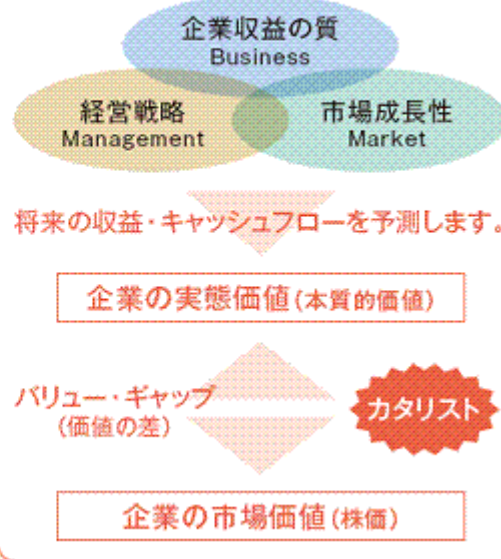 企業収益の質
Business
経営戦略
Management
市場成長性
Market
将来の収益・キャッシュフローを予測します。
企業の実態価値(本質的価値)
バリュー・ギャップ
(価値の差)
カタリスト
企業の市場価値(株価)